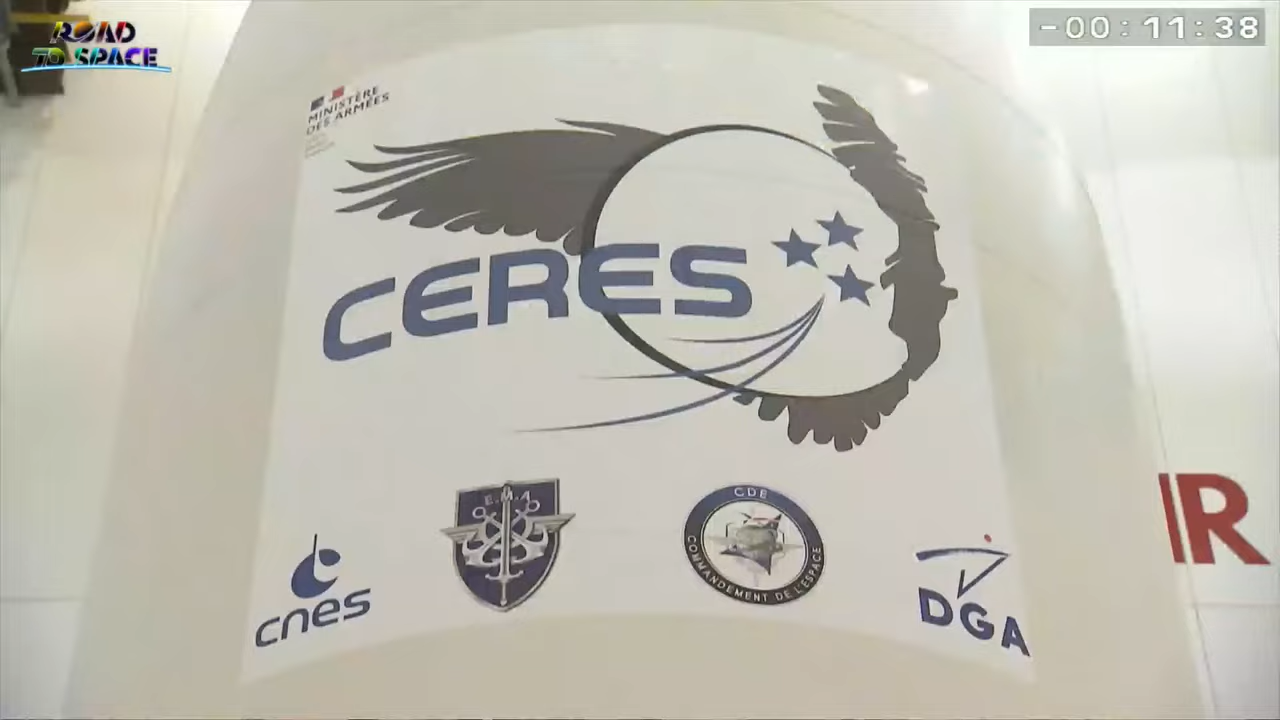 ROAD
TO SPACE
-00:11:38
MINISTÈRE
DES ARMÉES
CERES
E.M.A
CDE
COMMANDEMENT DE L'ESPACE
cnes
DGA
IR